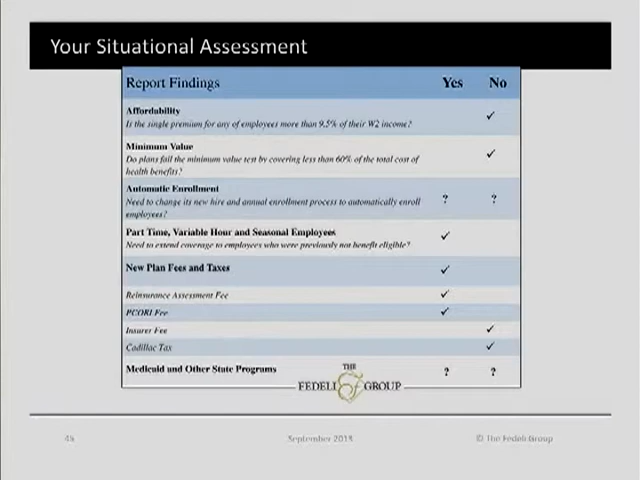 Your Situational Assessment
Report Findings Yes No
Affordability ✓
Is the single premium for any of employees more than 9.5% of their W2 income?
Minimum Value ✓
Do plans fail the minimum value test by covering less than 60% of the total cost of
health benefits?
Automatic Enrollment
Need to change its new hire and annual enrollment process to automatically enroll ? ?
employees?
Part Time, Variable Hour and Seasonal Employees ✓
Need to extend coverage to employees who were previously not benefit eligible?
New Plan Fees and Taxes ✓
Reinsurance Assessment Fee ✓
PCORI Fee ✓
Insurer Fee ✓
Cadillac Tax ✓
Medicaid and Other State Programs ? ?
THE
FEDELI GROUP
September © The Fedeli Group